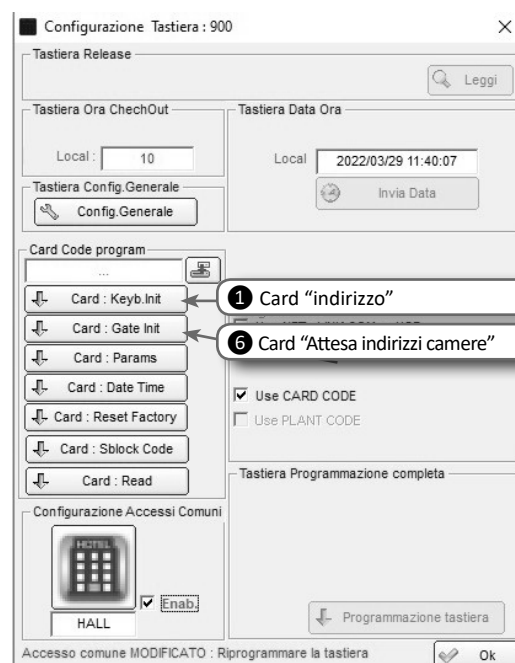 Configurazione Tastiera : 900
Tastiera Release
Leggi
Tastiera Ora ChechOut
Local :
10
Tastiera Data Ora
Local
2022/03/29 11:40:07
Invia Data
Tastiera Config.Generale
Config.Generale
Card Code program
...
Card : Keyb.Init
❶ Card “indirizzo”
Card : Gate Init
❻ Card “Attesa indirizzi camere”
Card : Params
Card : Date Time
Use CARD CODE
Card : Reset Factory
Use PLANT CODE
Card : Sblock Code
Card : Read
Tastiera Programmazione completa
Configurazione Accessi Comuni
HOTEL
Enab.
HALL
Programmazione tastiera
Accesso comune MODIFICATO : Riprogrammare la tastiera
Ok